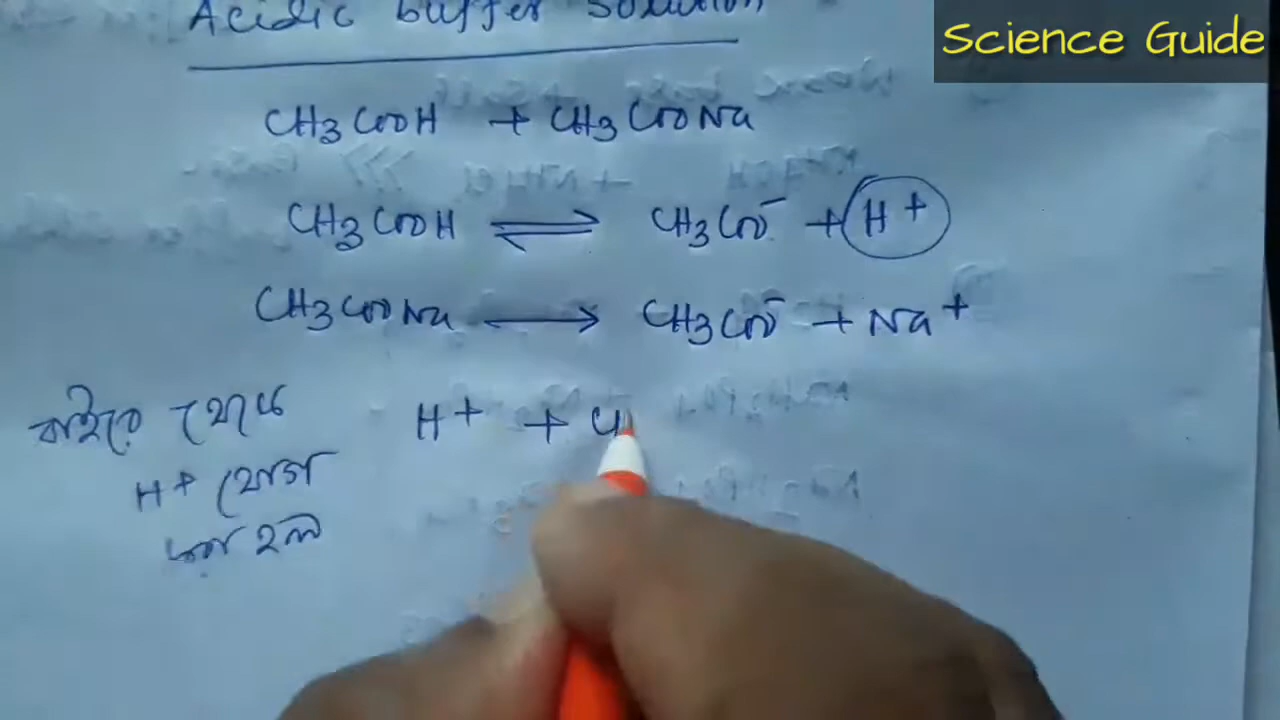 Science Guide
Acidic buffer solution
CH3COOH + CH3COONa
CH3COOH ⇌ CH3COO⁻ + H⁺
CH3COONa ⟶ CH3COO⁻ + Na⁺
বাইরে থেকে H⁺ +
H⁺ যোগ
করা হল